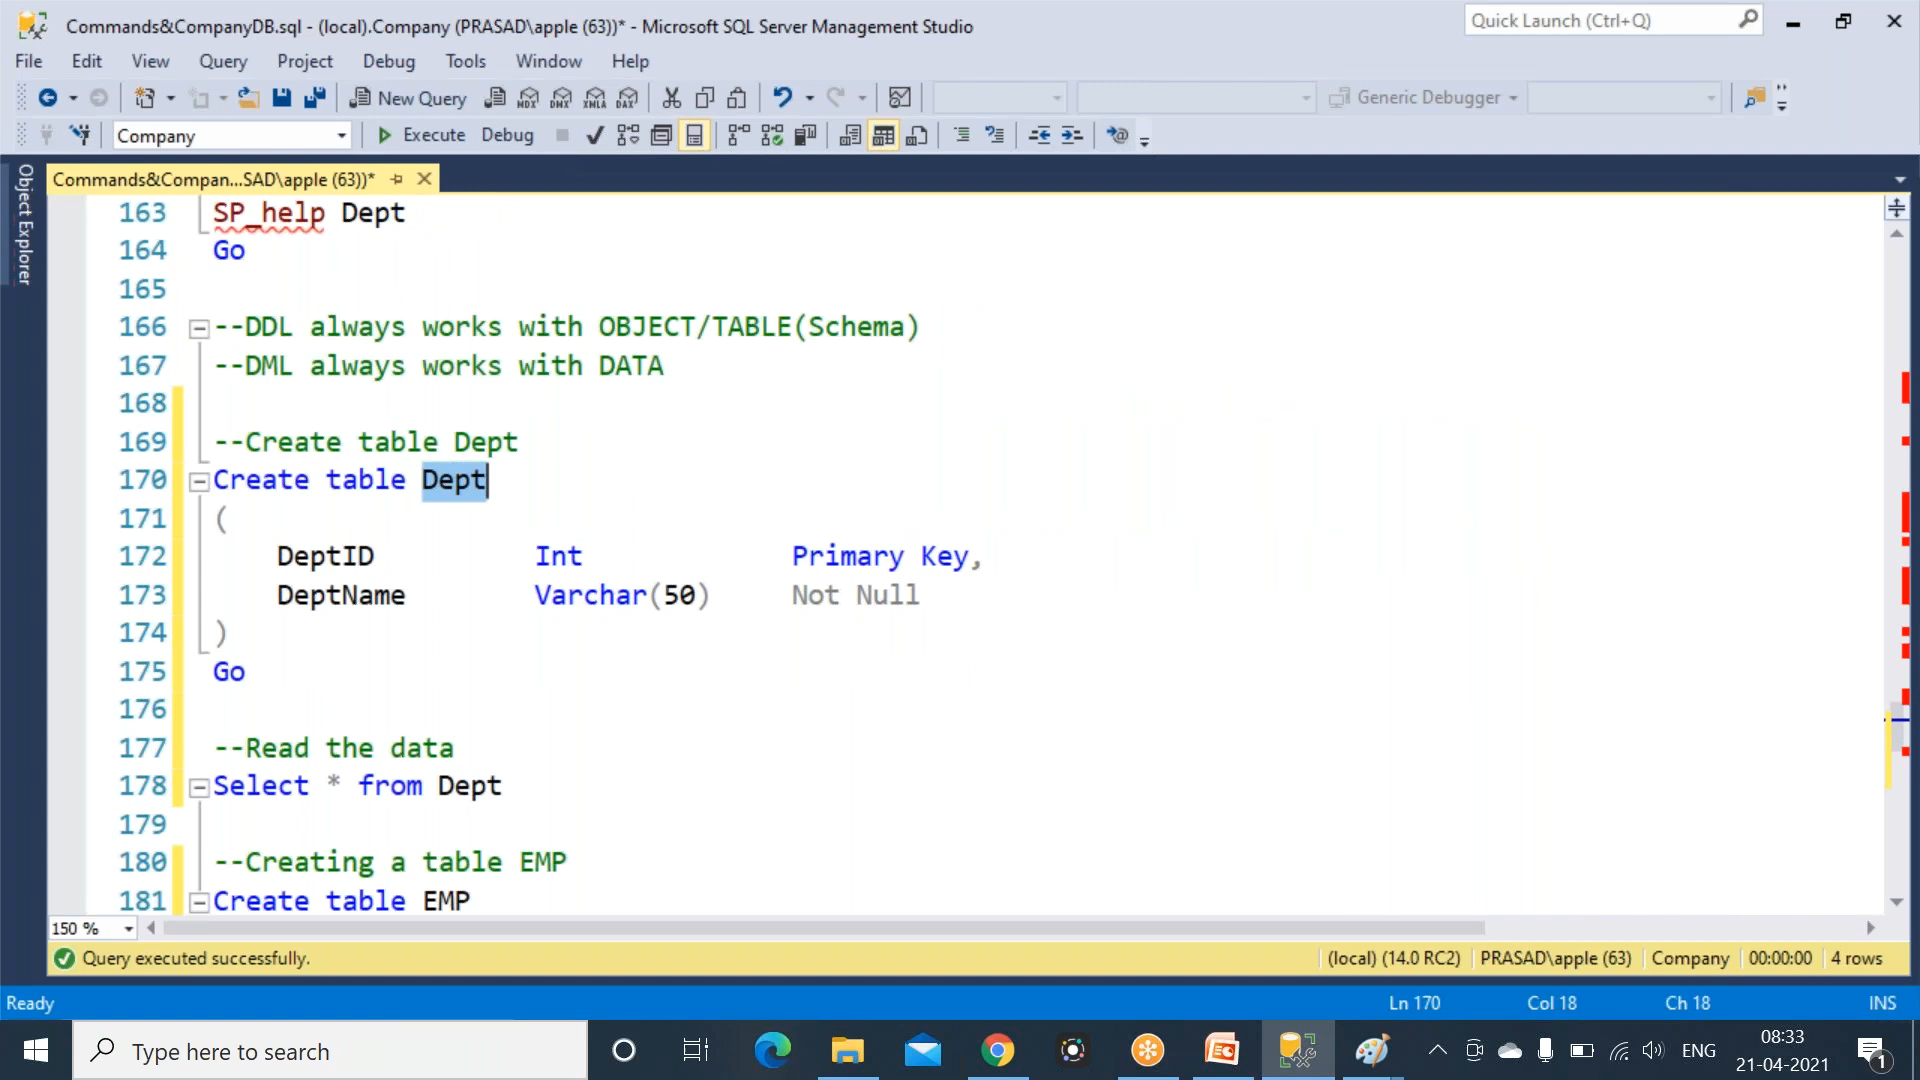 Commands&CompanyDB.sql - (local).Company (PRASAD\apple (63))* - Microsoft SQL Server Management Studio
Quick Launch (Ctrl+Q)
File Edit View Query Project Debug Tools Window Help
New Query MDX DMX XMLA DAX Generic Debugger
Company Execute Debug
Object Explorer
Commands&Compan...SAD\apple (63))*
163 SP_help Dept
164 Go
165
166 --DDL always works with OBJECT/TABLE(Schema)
167 --DML always works with DATA
168
169 --Create table Dept
170 Create table Dept
171 (
172 DeptID Int Primary Key,
173 DeptName Varchar(50) Not Null
174 )
175 Go
176
177 --Read the data
178 Select * from Dept
179
180 --Creating a table EMP
181 Create table EMP
150 %
Query executed successfully. (local) (14.0 RC2) PRASAD\apple (63) Company 00:00:00 4 rows
Ready Ln 170 Col 18 Ch 18 INS
Type here to search
ENG
08:33
21-04-2021
1